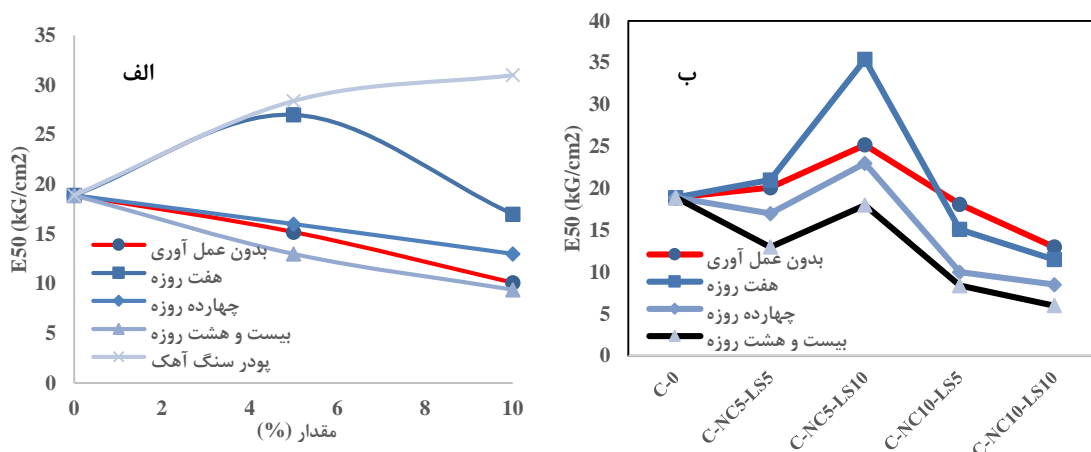 الف
E50 (kG/cm2)
35
30
25
20
15
10
5
0
بدون عمل آوری
هفت روزه
چهارده روزه
بیست و هشت روزه
پودر سنگ آهک
0
2
4
6
8
10
مقدار (%)
ب
E50 (kG/cm2)
40
35
30
25
20
15
10
5
0
بدون عمل آوری
هفت روزه
چهارده روزه
بیست و هشت روزه
C-0
C-NC5-LS5
C-NC5-LS10
C-NC10-LS5
C-NC10-LS10